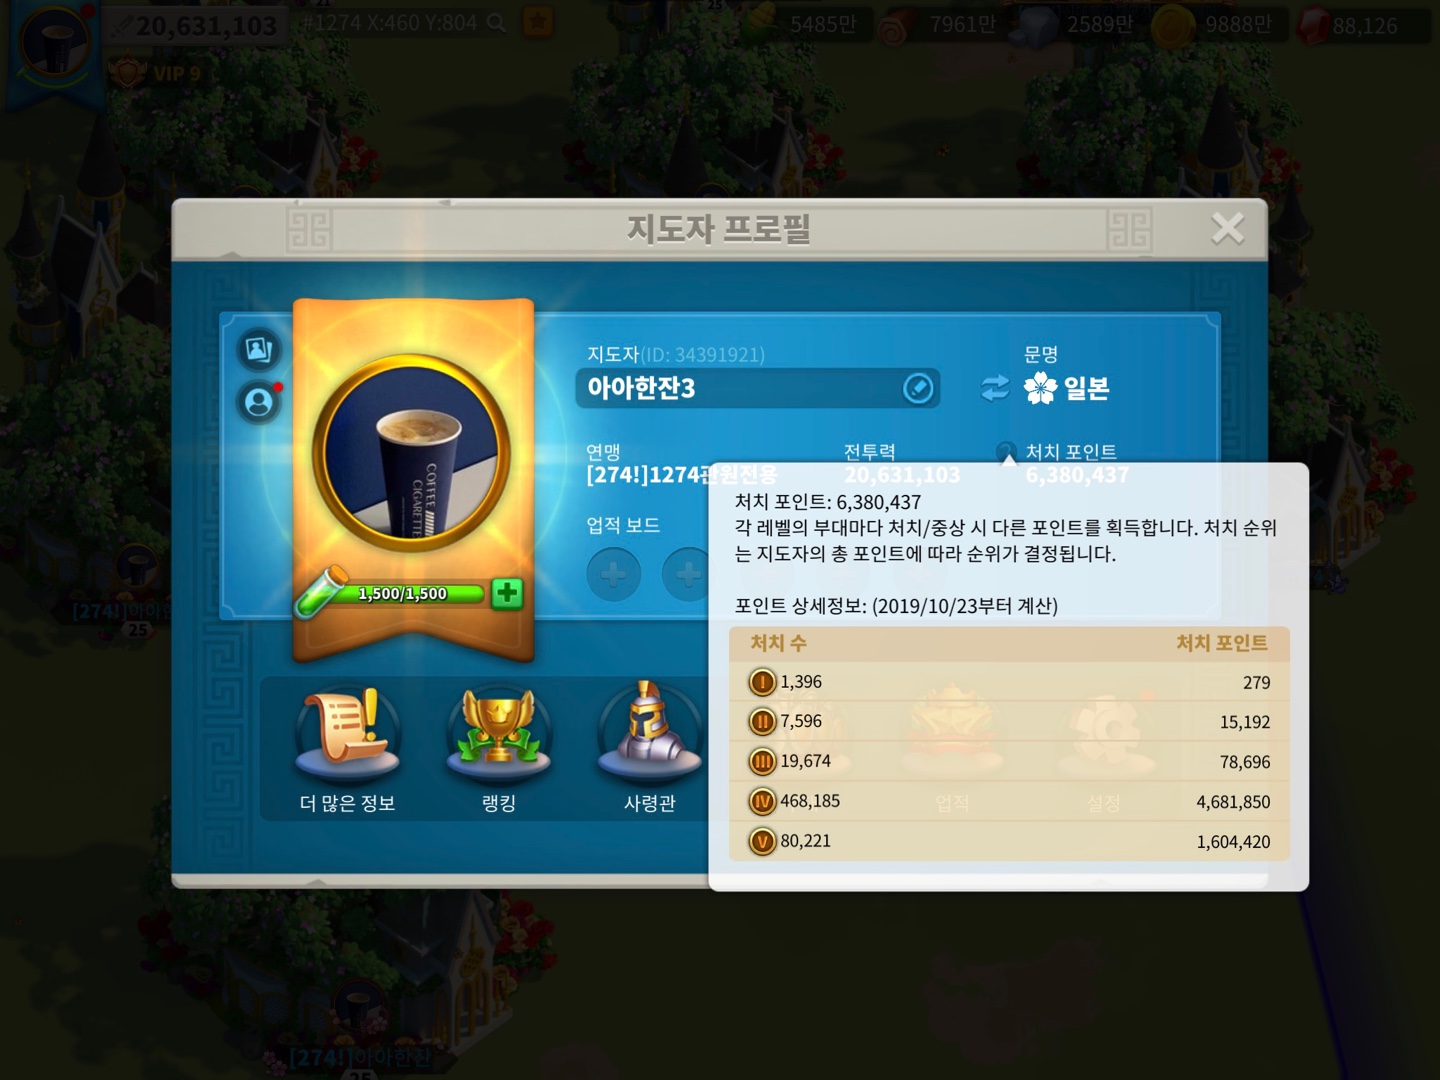 20,631,103
#1274 X:460 Y:804
5485만
7961만
2589만
9888만
88,126
VIP 9
지도자 프로필
지도자(ID: 34391921)
문명
아아한잔3
일본
연맹
전투력
처치 포인트
[274!]1274관원전용
20,631,103
6,380,437
업적 보드
1,500/1,500
처치 포인트: 6,380,437
각 레벨의 부대마다 처치/중상 시 다른 포인트를 획득합니다. 처치 순위
는 지도자의 총 포인트에 따라 순위가 결정됩니다.
포인트 상세정보: (2019/10/23부터 계산)
처치 수
처치 포인트
I 1,396
279
II 7,596
15,192
III 19,674
78,696
IV 468,185
4,681,850
V 80,221
1,604,420
더 많은 정보
랭킹
사령관
업적
설정
COFFEE
CIGARETTE
[274!]아아한
25
[274!]아아한잔
25